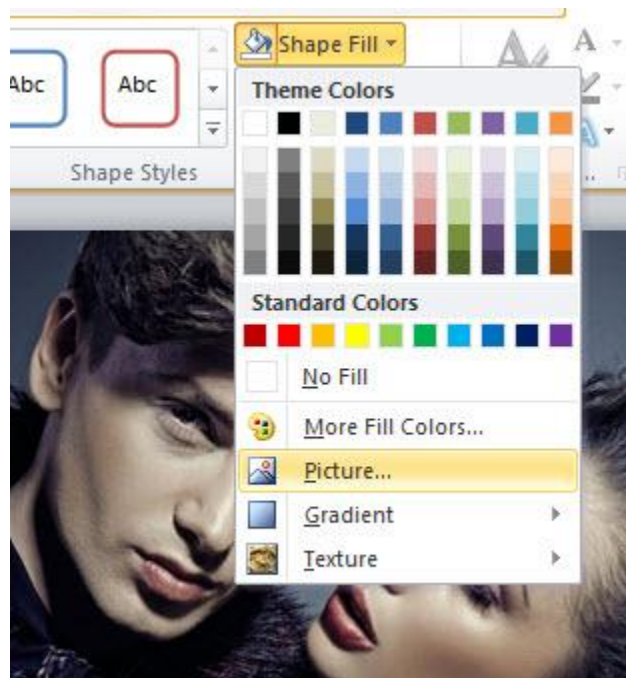 Shape Fill
Abc
Abc
A
A
A
Shape Styles
..
Theme Colors
Standard Colors
No Fill
More Fill Colors...
Picture...
Gradient
Texture